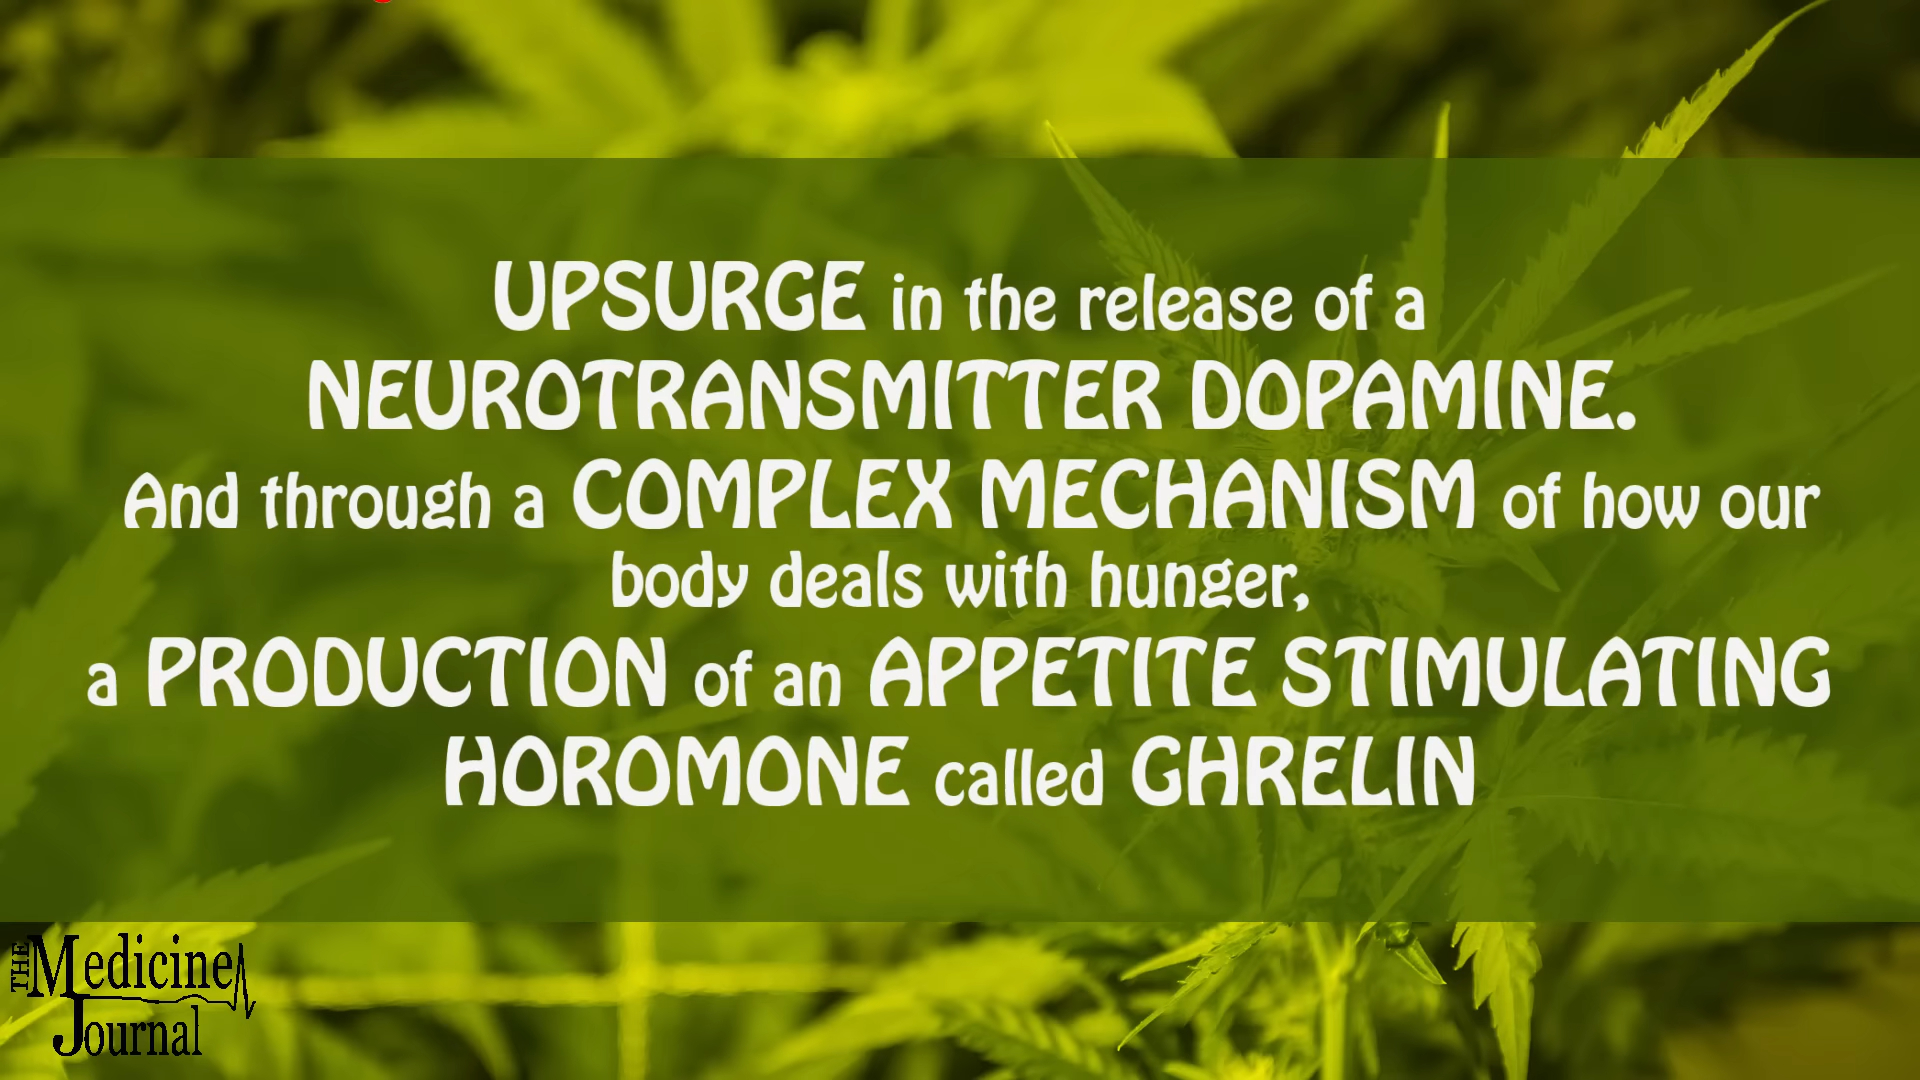 UPSURGE in the release of a
NEUROTRANSMITTER DOPAMINE.
And through a COMPLEX MECHANISM of how our
body deals with hunger,
a PRODUCTION of an APPETITE STIMULATING
HOROMONE called GHRELIN
THE Medicine
Journal